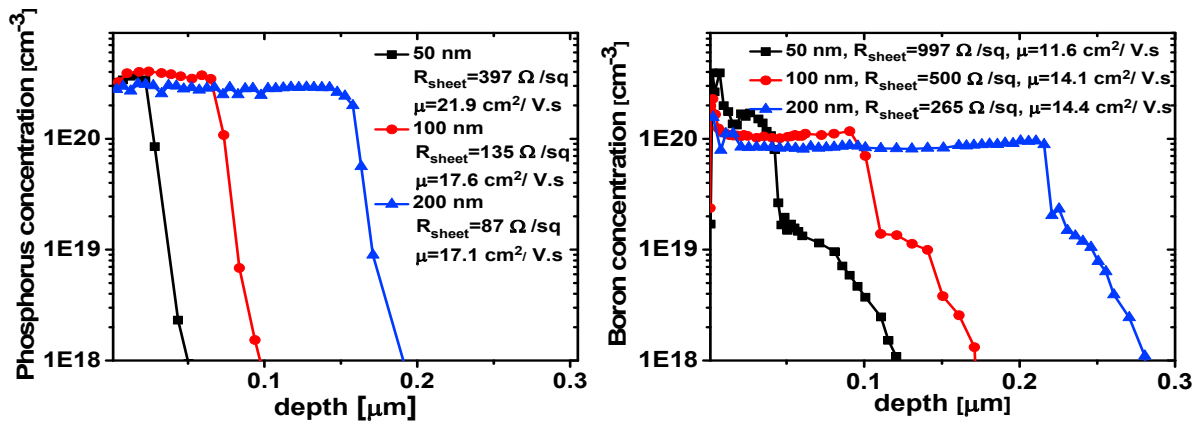 Phosphorus concentration [cm-3]
1E20
1E19
1E18
50 nm
Rsheet=397 Ω /sq
μ=21.9 cm2/ V.s
100 nm
Rsheet=135 Ω /sq
μ=17.6 cm2/ V.s
200 nm
Rsheet=87 Ω /sq
μ=17.1 cm2/ V.s
0.1
0.2
0.3
depth [μm]
Boron concentration [cm-3]
1E20
1E19
1E18
50 nm, Rsheet=997 Ω /sq, μ=11.6 cm2/ V.s
100 nm, Rsheet=500 Ω /sq, μ=14.1 cm2/ V.s
200 nm, Rsheet=265 Ω /sq, μ=14.4 cm2/ V.s
0.1
0.2
0.3
depth [μm]